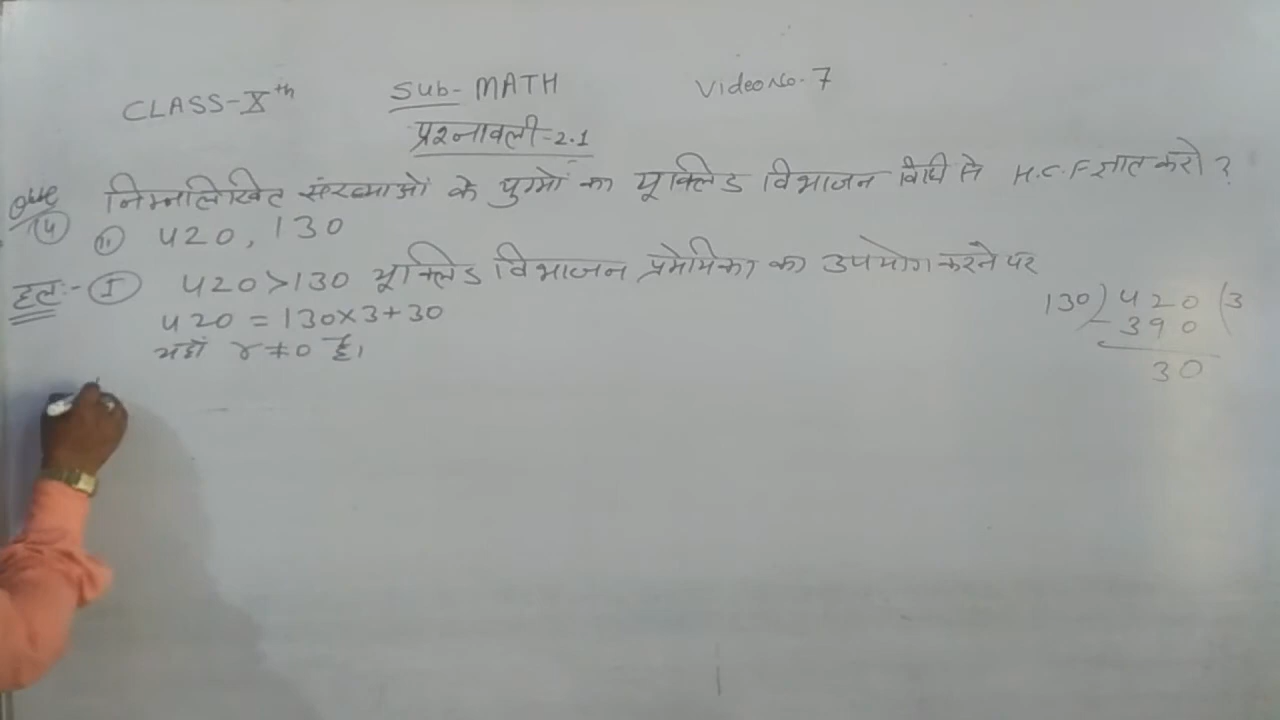 CLASS-Xth Sub- MATH Video No. 7
प्रश्नावली-2.1
Que निम्नलिखित संख्याओं के युग्मों का यूक्लिड विभाजन विधि से H.C.F ज्ञात करो ?
4 (ii) 420, 130
हल:- (I) 420>130 यूक्लिड विभाजन प्रमेयिका का उपयोग करने पर
420 = 130×3+30
यहाँ r≠0 है।
130) 420 (3
- 390
30